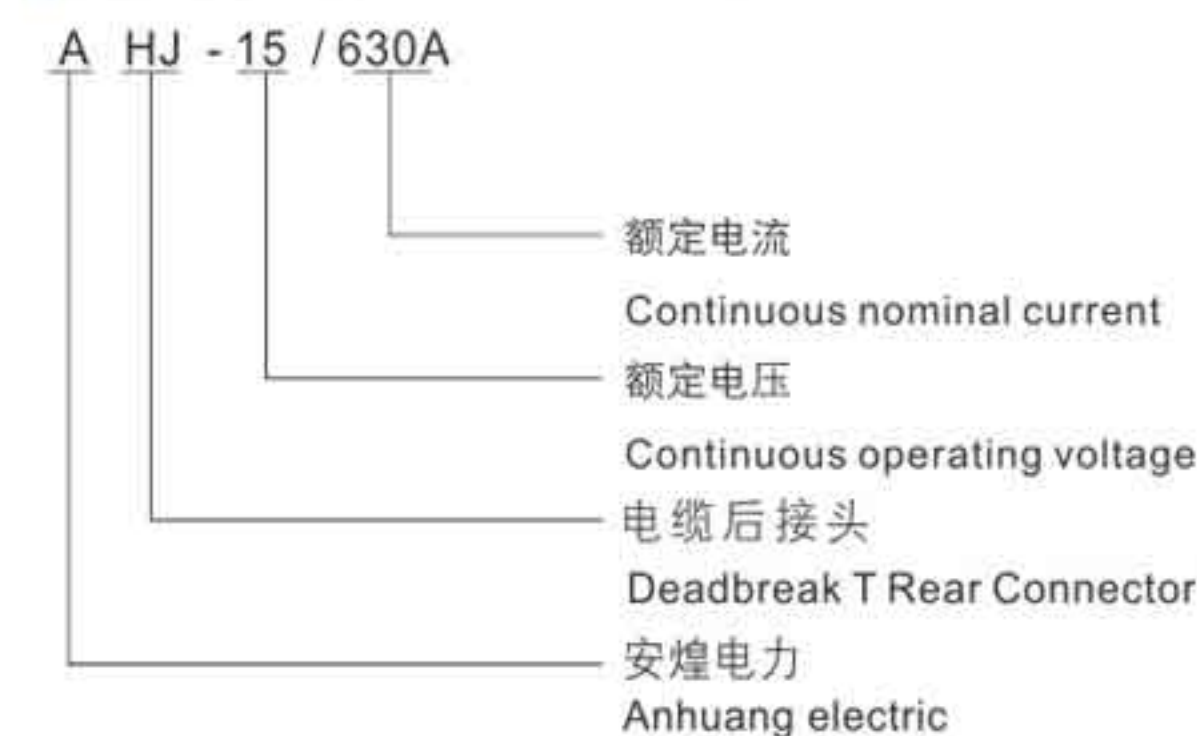 A HJ - 15 / 630A
额定电流
Continuous nominal current
额定电压
Continuous operating voltage
电缆后接头
Deadbreak T Rear Connector
安煌电力
Anhuang electric